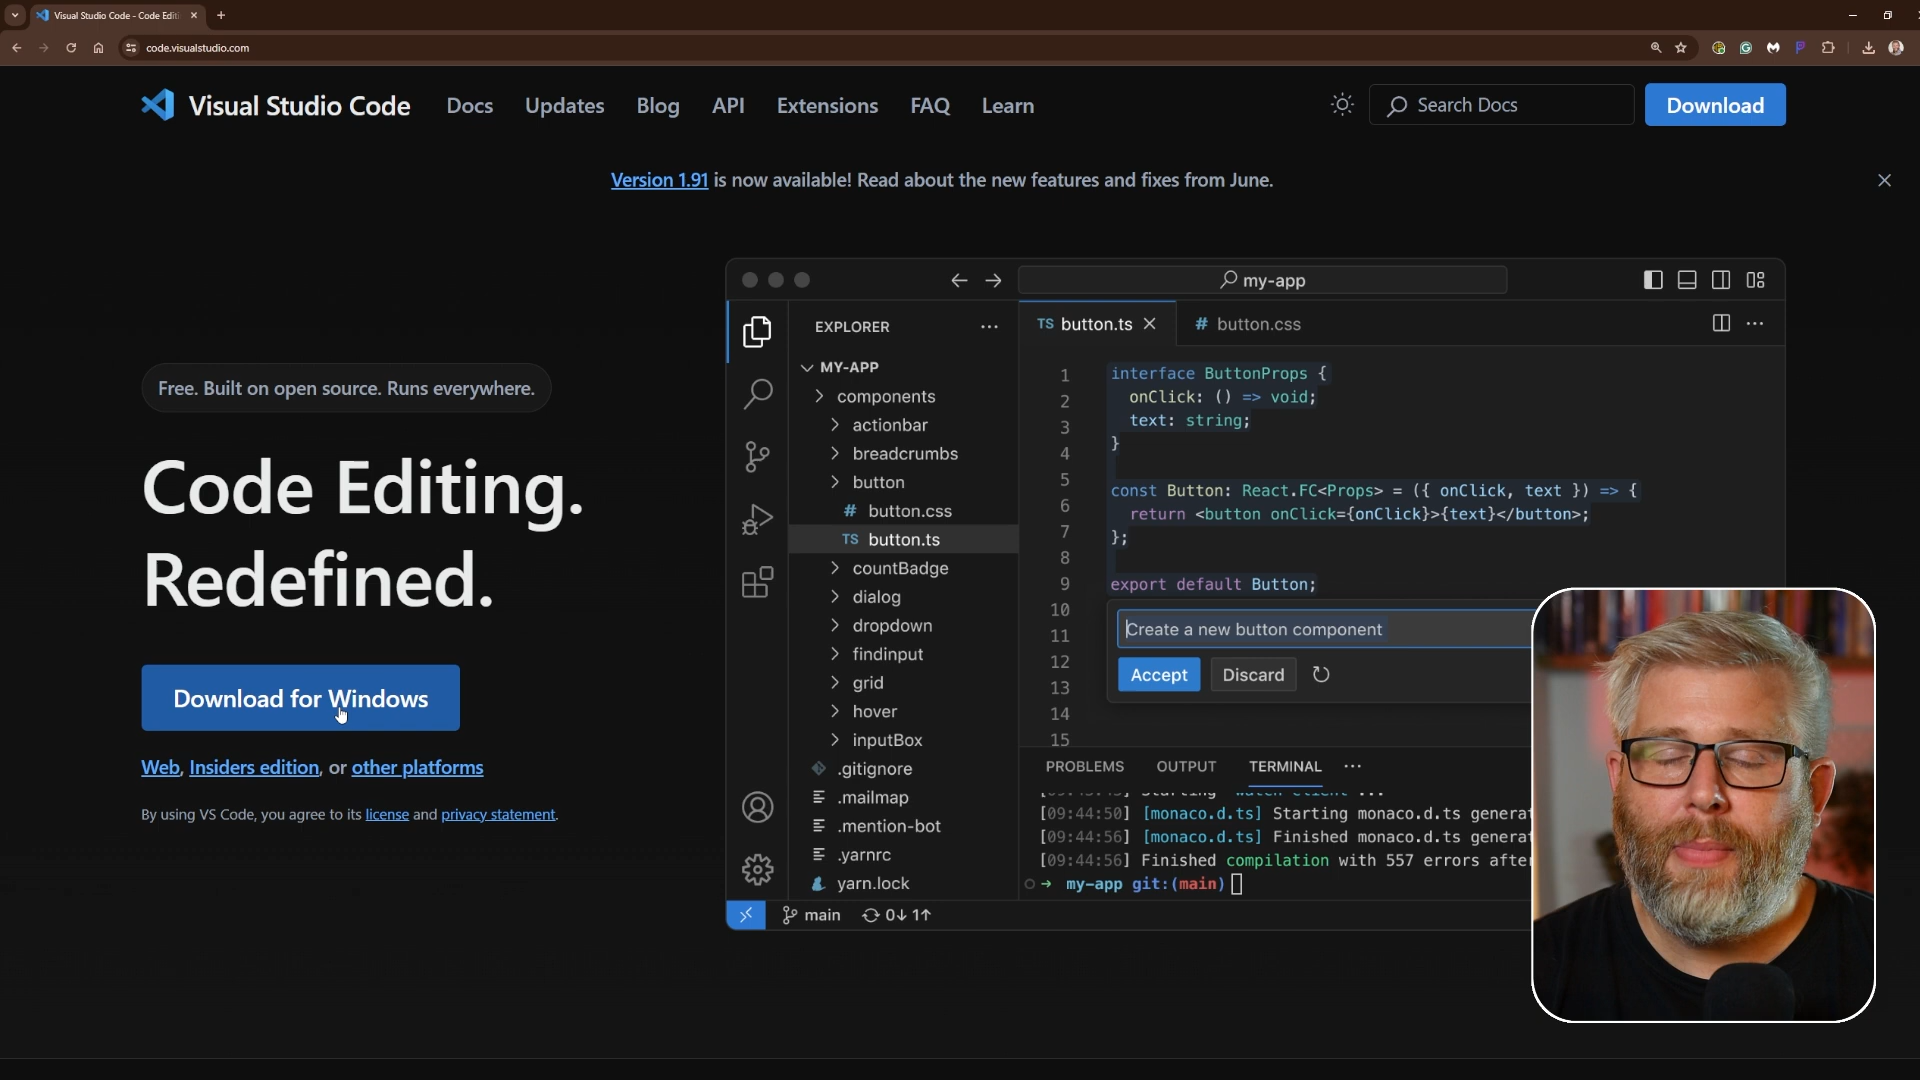 Visual Studio Code - Code Editi
code.visualstudio.com
Visual Studio Code
Docs
Updates
Blog
API
Extensions
FAQ
Learn
Search Docs
Download
Version 1.91 is now available! Read about the new features and fixes from June.
Free. Built on open source. Runs everywhere.
Code Editing.
Redefined.
Download for Windows
Web, Insiders edition, or other platforms
By using VS Code, you agree to its license and privacy statement.
my-app
EXPLORER
MY-APP
components
actionbar
breadcrumbs
button
# button.css
TS button.ts
countBadge
dialog
dropdown
findinput
grid
hover
inputBox
.gitignore
.mailmap
.mention-bot
.yarnrc
yarn.lock
TS button.ts
# button.css
1
2
3
4
5
6
7
8
9
10
11
12
13
14
15
interface ButtonProps {
onClick: () => void;
text: string;
}
const Button: React.FC<Props> = ({ onClick, text }) => {
return <button onClick={onClick}>{text}</button>;
};
export default Button;
Create a new button component
Accept
Discard
PROBLEMS
OUTPUT
TERMINAL
[09:44:50] [monaco.d.ts] Starting monaco.d.ts generat
[09:44:56] [monaco.d.ts] Finished monaco.d.ts generat
[09:44:56] Finished compilation with 557 errors after
my-app git:(main)
main
0↓ 1↑